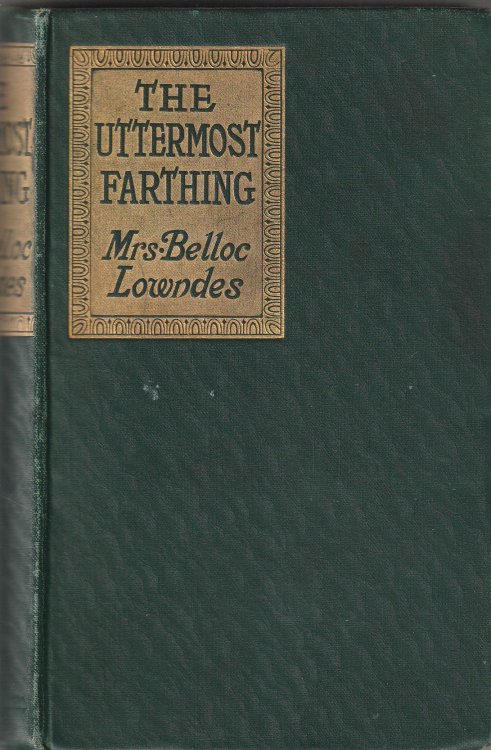 THE
UTTERMOST
FARTHING
Mrs. Belloc
Lowndes